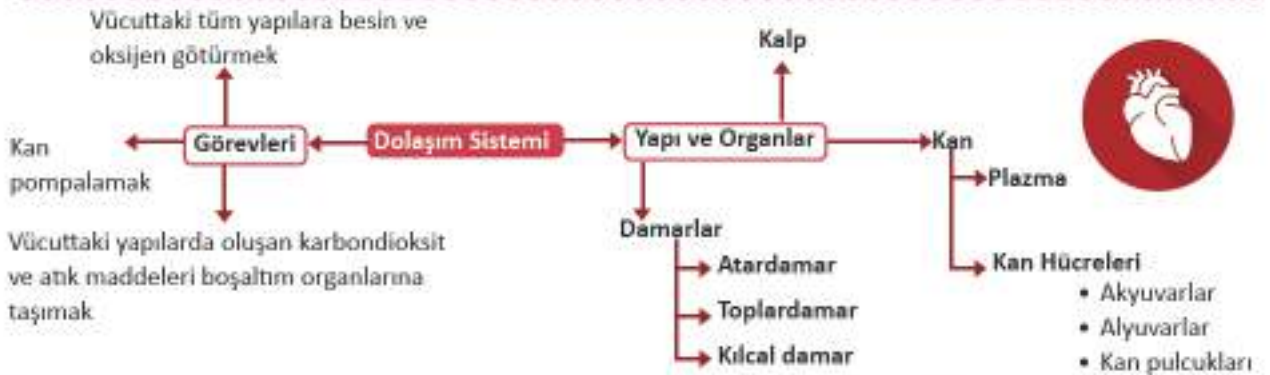 Vücuttaki tüm yapılara besin ve
oksijen götürmek
Kalp
Görevleri
Dolaşım Sistemi
Yapı ve Organlar
Kan
Kan
pompalamak
Plazma
Vücuttaki yapılarda oluşan karbondioksit
ve atık maddeleri boşaltım organlarına
taşımak
Damarlar
Atardamar
Toplardamar
Kılcal damar
Kan Hücreleri
• Akyuvarlar
• Alyuvarlar
• Kan pulcukları